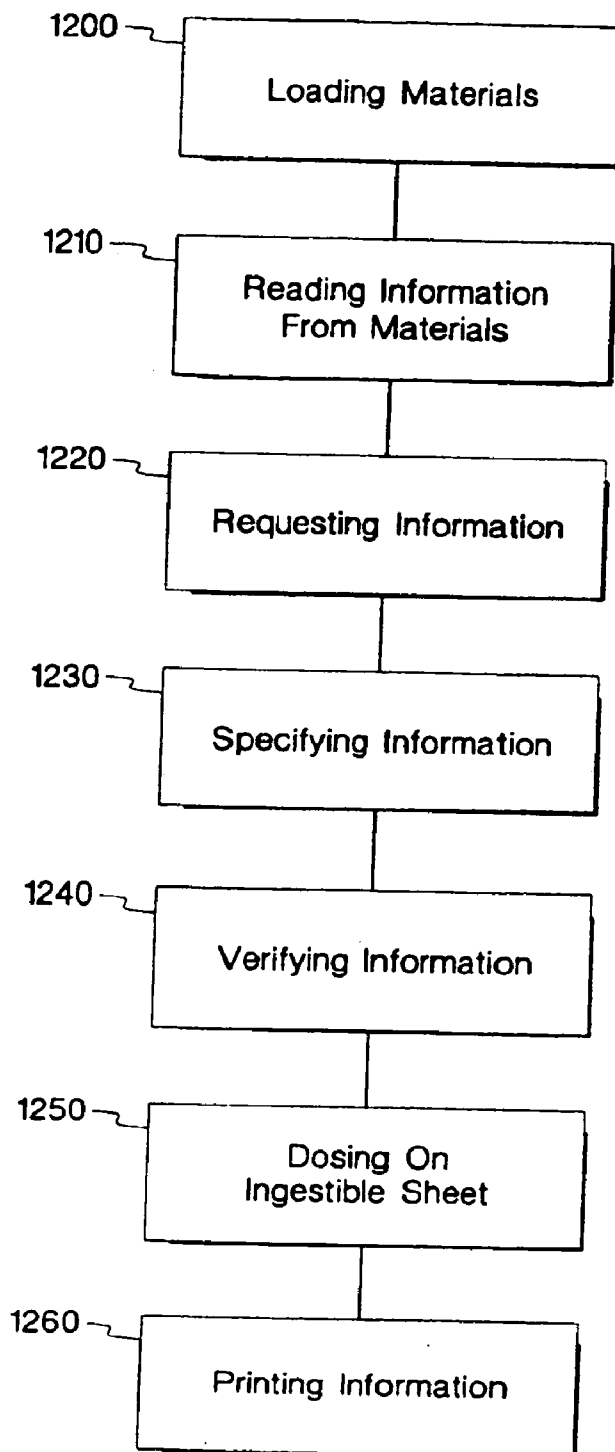 1200
Loading Materials
1210
Reading Information
From Materials
1220
Requesting Information
1230
Specifying Information
1240
Verifying Information
1250
Dosing On
Ingestible Sheet
1260
Printing Information